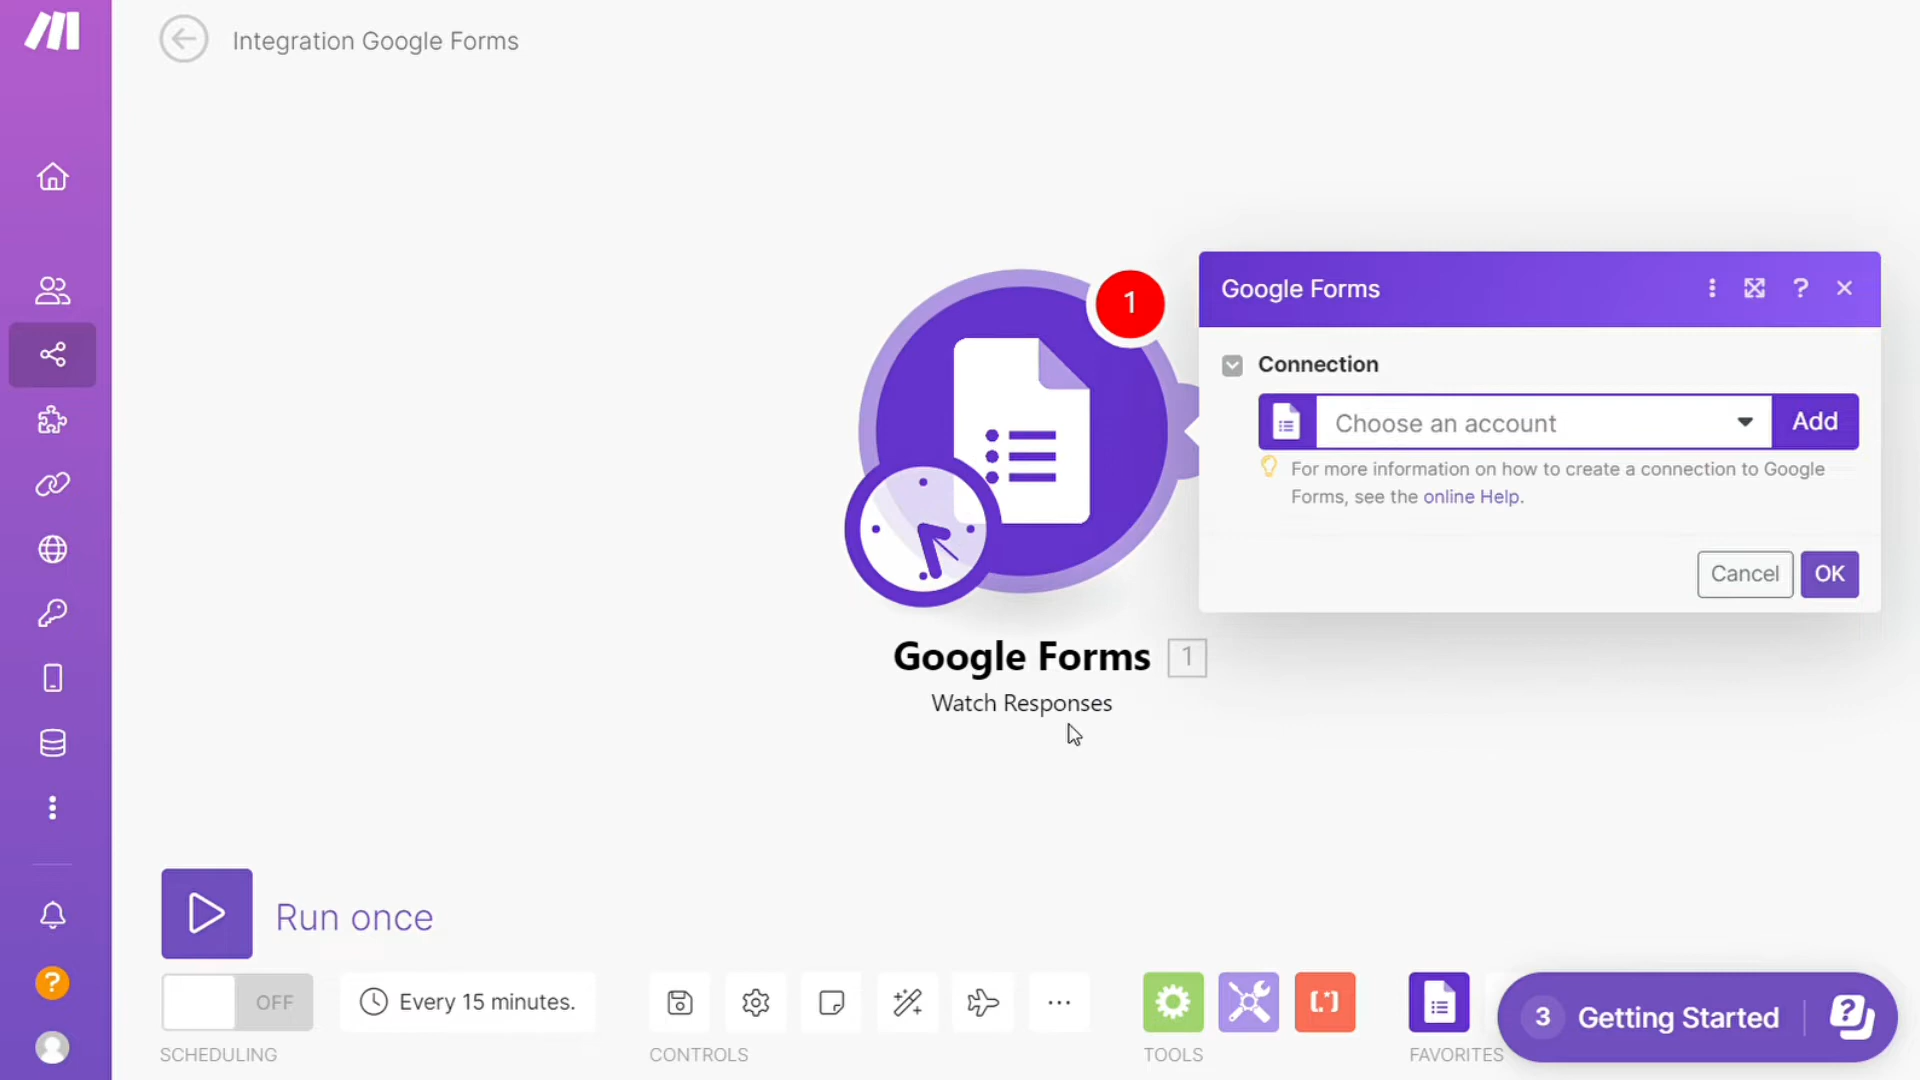 Integration Google Forms
1
Google Forms
Connection
Choose an account
Add
For more information on how to create a connection to Google
Forms, see the online Help.
Cancel
OK
Google Forms 1
Watch Responses
Run once
OFF
Every 15 minutes.
SCHEDULING
CONTROLS
TOOLS
FAVORITES
3 Getting Started